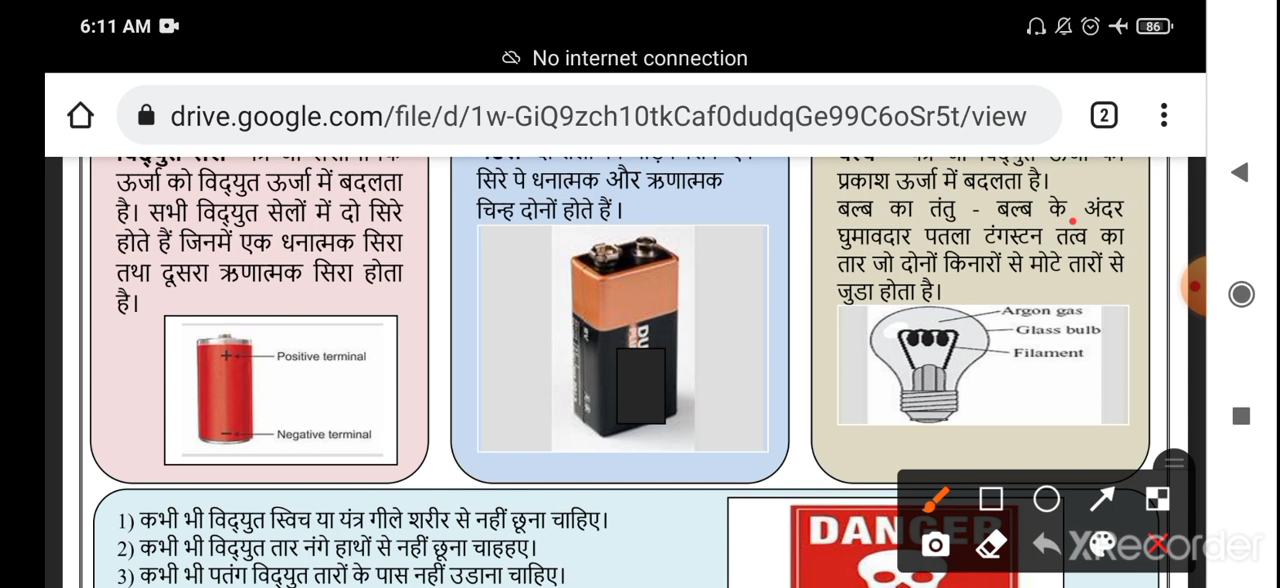 6:11 AM
86
No internet connection
drive.google.com/file/d/1w-GiQ9zch10tkCaf0dudqGe99C6oSr5t/view
2
ऊर्जा को विद्युत ऊर्जा में बदलता
है। सभी विद्युत सेलों में दो सिरे
होते हैं जिनमें एक धनात्मक सिरा
तथा दूसरा ऋणात्मक सिरा होता
है।
+ Positive terminal
- Negative terminal
सिरे पे धनात्मक और ऋणात्मक
चिन्ह दोनों होते हैं ।
DU
प्रकाश ऊर्जा में बदलता है।
बल्ब का तंतु - बल्ब के अंदर
घुमावदार पतला टंगस्टन तत्व का
तार जो दोनों किनारों से मोटे तारों से
जुडा होता है।
Argon gas
Glass bulb
Filament
1) कभी भी विद्युत स्विच या यंत्र गीले शरीर से नहीं छूना चाहिए।
2) कभी भी विद्युत तार नंगे हाथों से नहीं छूना चाहहए।
3) कभी भी पतंग विद्युत तारों के पास नहीं उडाना चाहिए।
DANGER
XRecorder